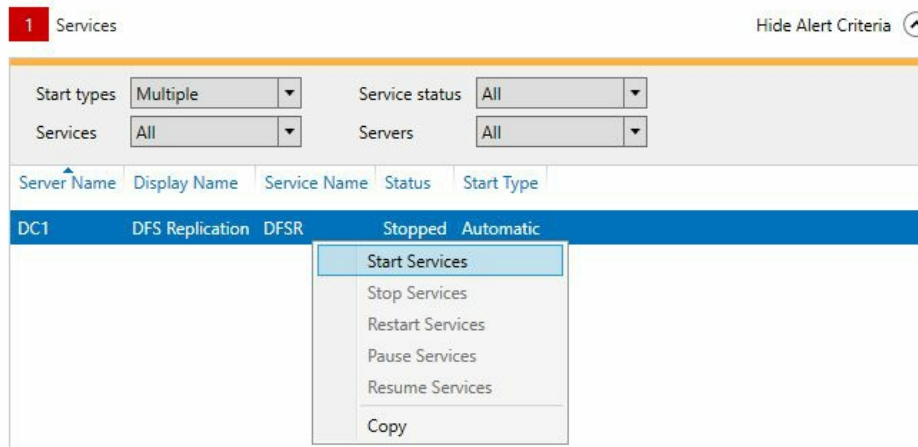 1 Services Hide Alert Criteria
Start types Multiple Service status All
Services All Servers All
Server Name Display Name Service Name Status Start Type
DC1 DFS Replication DFSR Stopped Automatic
Start Services
Stop Services
Restart Services
Pause Services
Resume Services
Copy